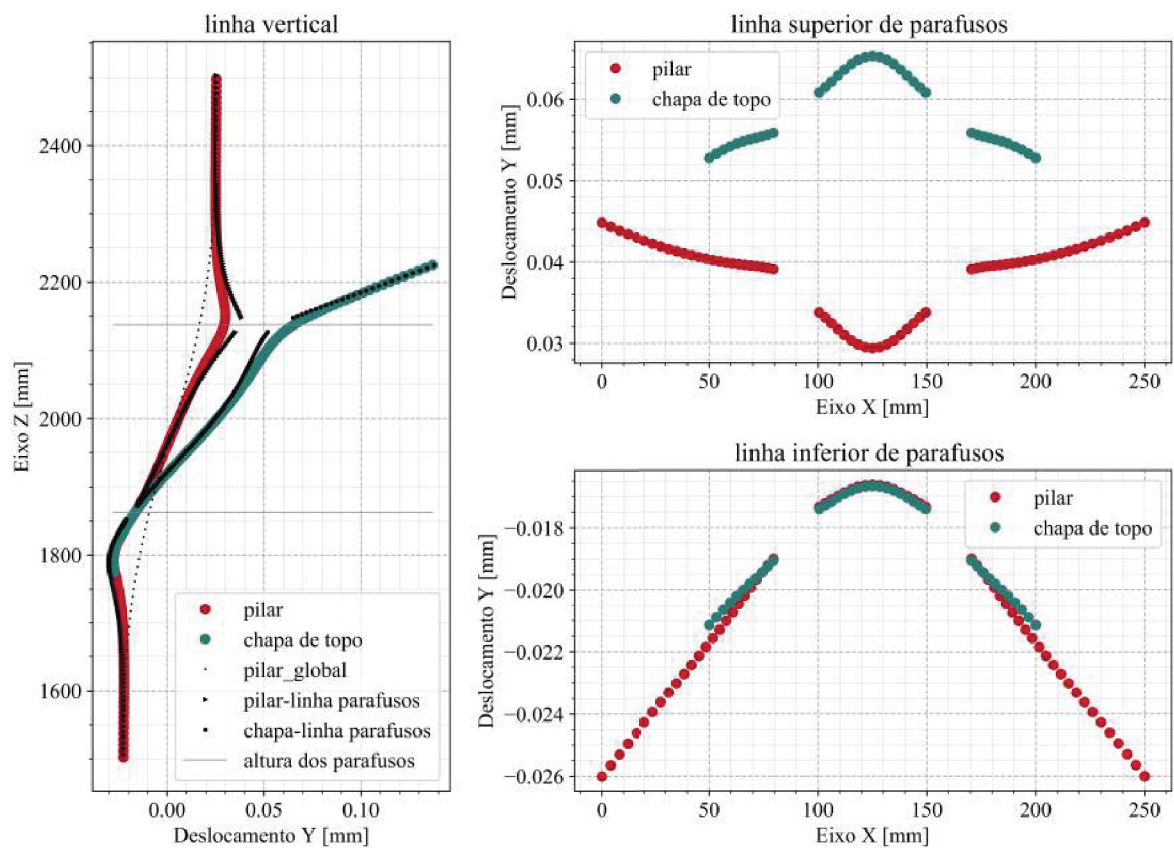 linha vertical
2400
2200
2000
1800
1600
Eixo Z [mm]
0.00
0.05
0.10
Deslocamento Y [mm]
pilar
chapa de topo
pilar_global
pilar-linha parafusos
chapa-linha parafusos
altura dos parafusos
linha superior de parafusos
pilar
chapa de topo
0.06
0.05
0.04
0.03
Deslocamento Y [mm]
0
50
100
150
200
250
Eixo X [mm]
linha inferior de parafusos
pilar
chapa de topo
−0.018
−0.020
−0.022
−0.024
−0.026
Deslocamento Y [mm]
0
50
100
150
200
250
Eixo X [mm]